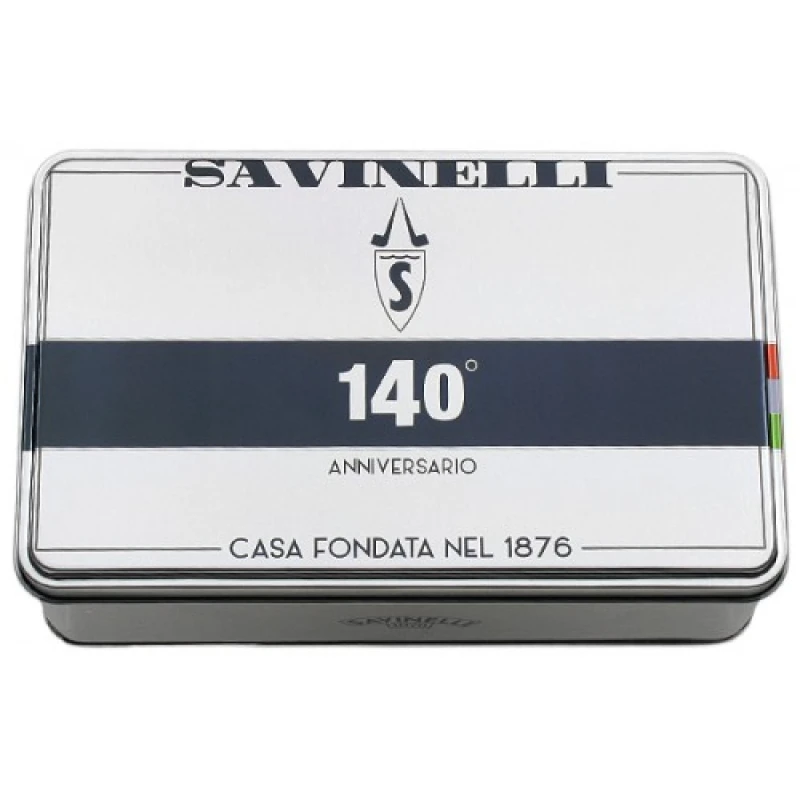 SAVINELLI
S
140°
ANNIVERSARIO
CASA FONDATA NEL 1876
SAVINELLI